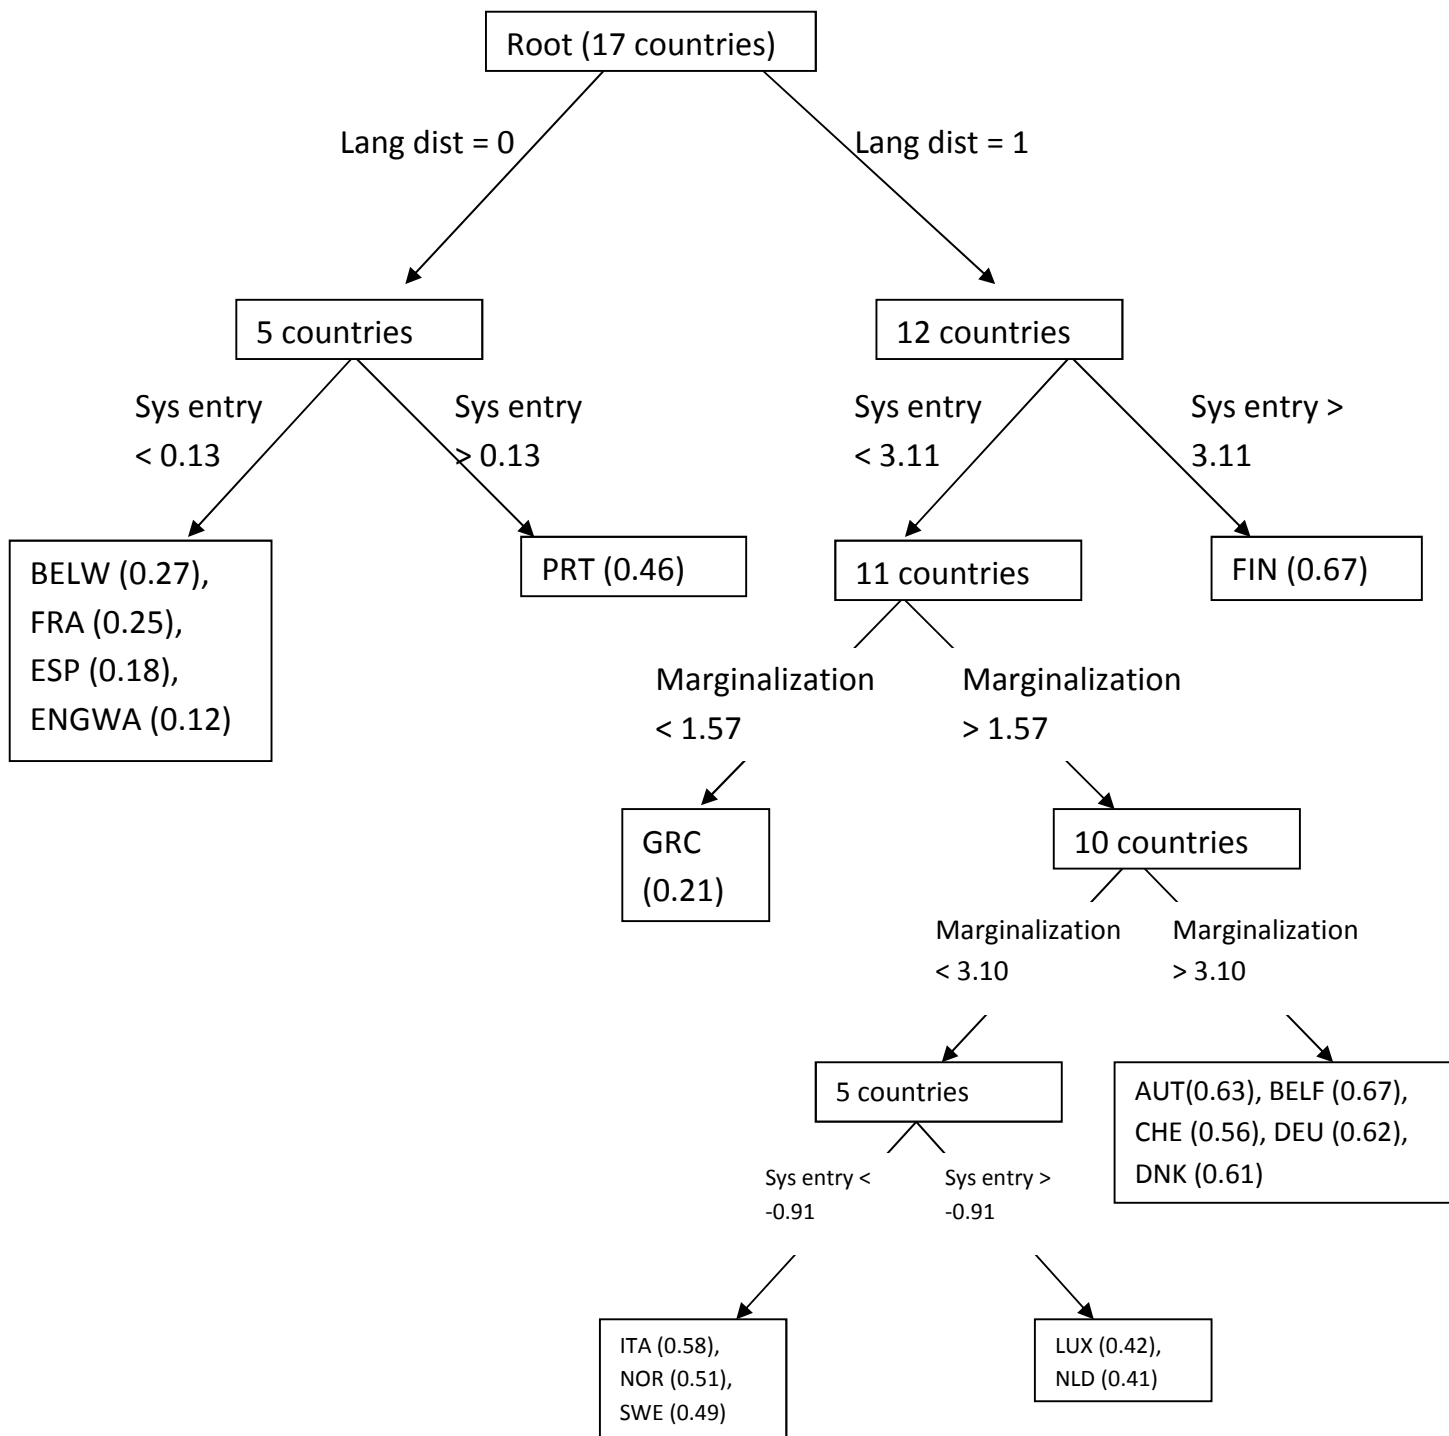 Root (17 countries)
Lang dist = 0
Lang dist = 1
5 countries
12 countries
Sys entry
< 0.13
Sys entry
> 0.13
Sys entry
< 3.11
Sys entry >
3.11
BELW (0.27),
FRA (0.25),
ESP (0.18),
ENGWA (0.12)
PRT (0.46)
11 countries
FIN (0.67)
Marginalization
< 1.57
Marginalization
> 1.57
GRC
(0.21)
10 countries
Marginalization
< 3.10
Marginalization
> 3.10
5 countries
AUT(0.63), BELF (0.67),
CHE (0.56), DEU (0.62),
DNK (0.61)
Sys entry <
-0.91
Sys entry >
-0.91
ITA (0.58),
NOR (0.51),
SWE (0.49)
LUX (0.42),
NLD (0.41)